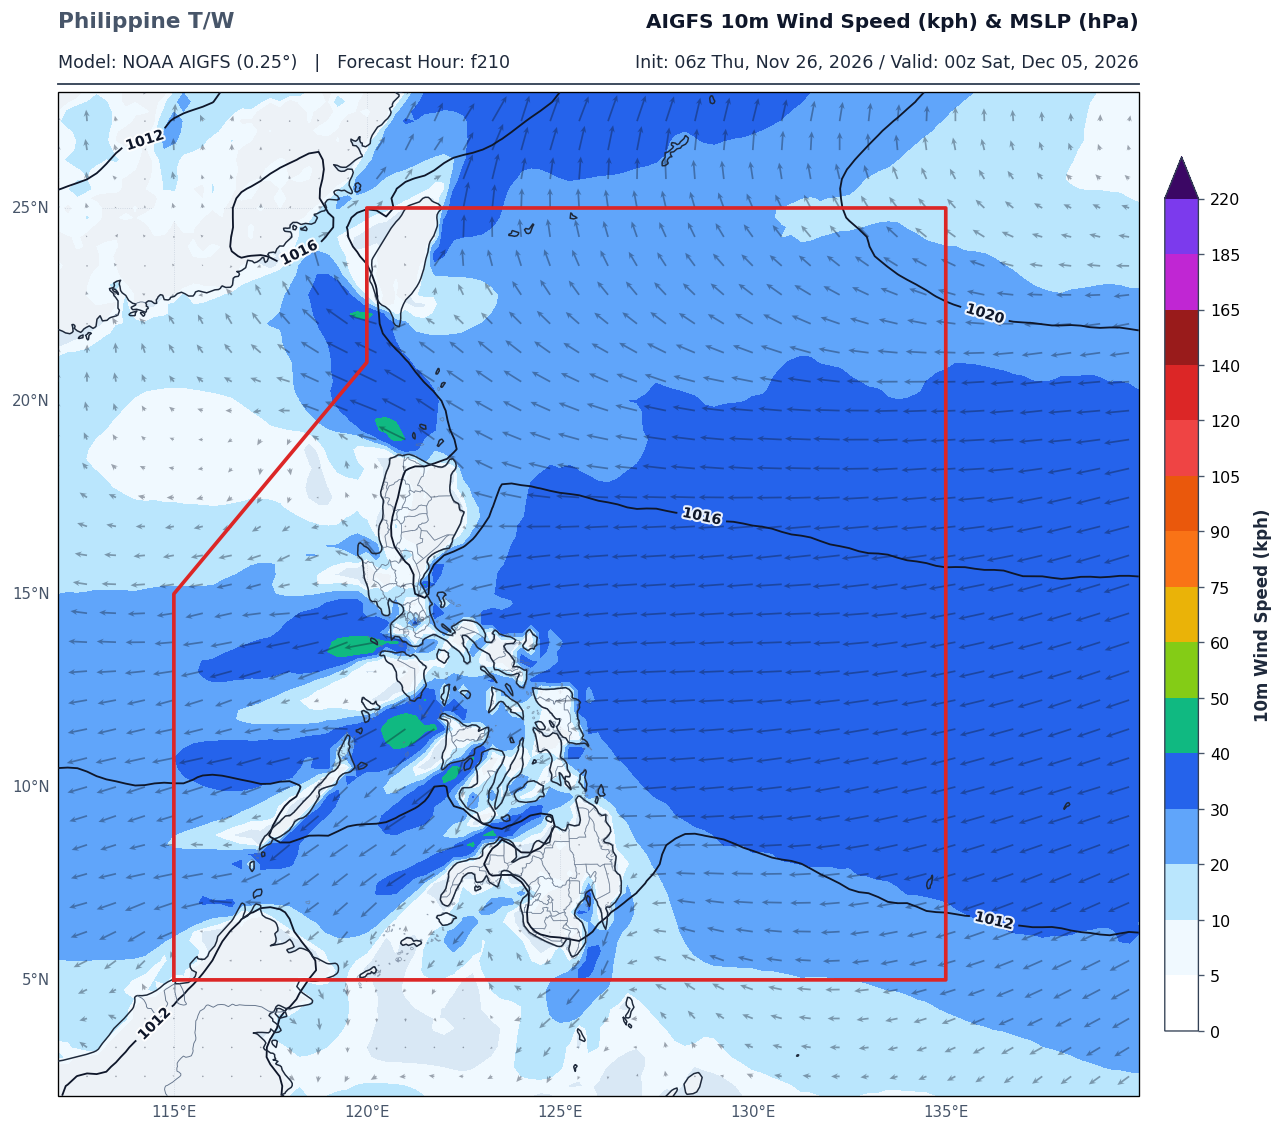 Philippine T/W
AIGFS 10m Wind Speed (kph) & MSLP (hPa)
Model: NOAA AIGFS (0.25°)   |   Forecast Hour: f210
Init: 06z Thu, Nov 26, 2026 / Valid: 00z Sat, Dec 05, 2026
1012
1016
1020
1016
1012
1012
25°N
20°N
15°N
10°N
5°N
115°E
120°E
125°E
130°E
135°E
220
185
165
140
120
105
90
75
60
50
40
30
20
10
5
0
10m Wind Speed (kph)